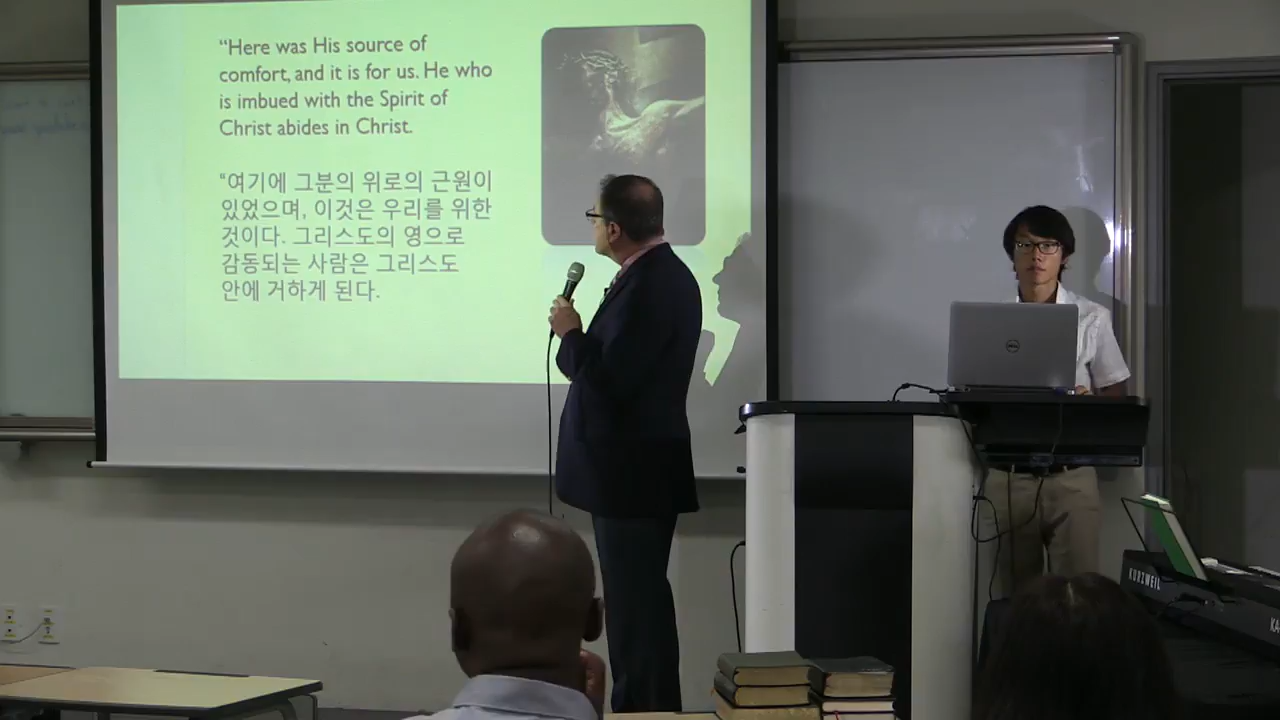 “Here was His source of
comfort, and it is for us. He who
is imbued with the Spirit of
Christ abides in Christ.
"여기에 그분의 위로의 근원이
있었으며, 이것은 우리를 위한
것이다. 그리스도의 영으로
감동되는 사람은 그리스도
안에 거하게 된다.
DELL
KURZWEIL
KA